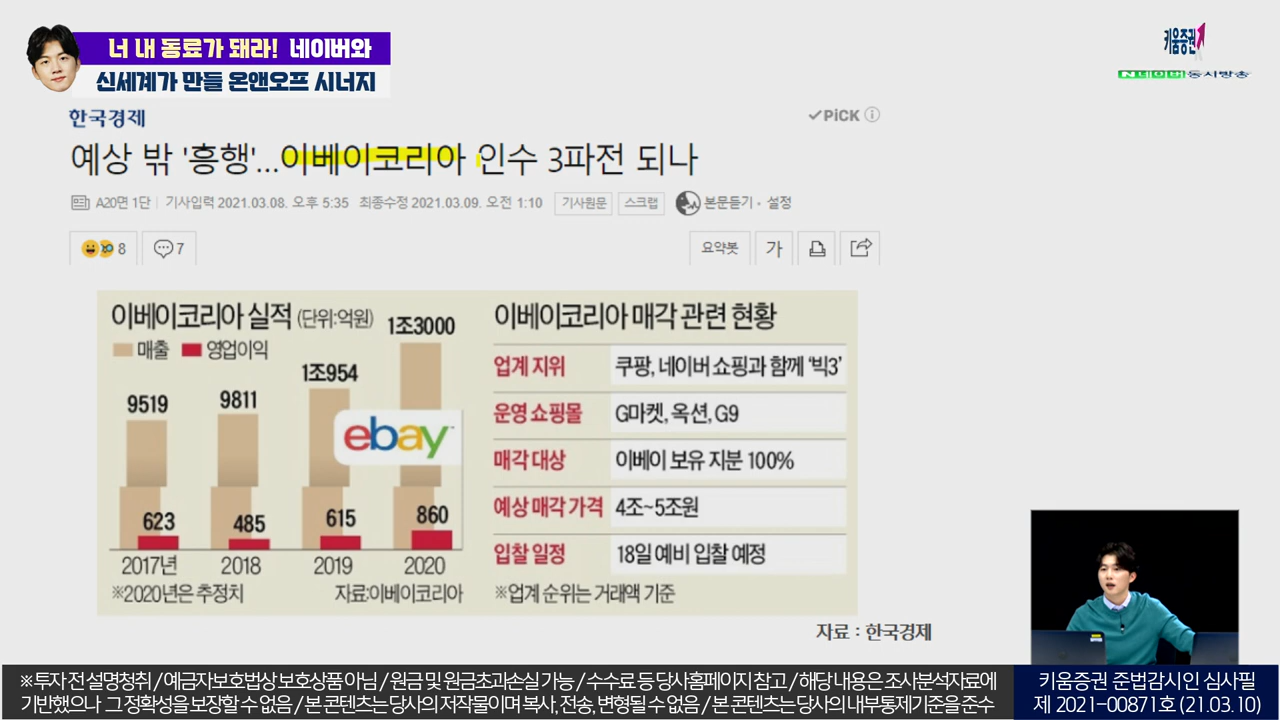 너 내 동료가 돼라! 네이버와
신세계가 만들 온앤오프 시너지
키움증권
N네이버동시방송
한국경제
PiCK
예상 밖 '흥행'...이베이코리아 인수 3파전 되나
A20면 1단 기사입력 2021.03.08. 오후 5:35 최종수정 2021.03.09. 오전 1:10 기사원문 스크랩 본문듣기 · 설정
8 7 요약봇 가
이베이코리아 실적 (단위:억원)
매출 영업이익
9519 9811 1조954 1조3000
ebay
623 485 615 860
2017년 2018 2019 2020
※2020년은 추정치 자료:이베이코리아
이베이코리아 매각 관련 현황
업계 지위 쿠팡, 네이버 쇼핑과 함께 '빅3'
운영 쇼핑몰 G마켓, 옥션, G9
매각 대상 이베이 보유 지분 100%
예상 매각 가격 4조~5조원
입찰 일정 18일 예비 입찰 예정
※업계 순위는 거래액 기준
자료 : 한국경제
※ 투자 전 설명청취 / 예금자보호법상 보호상품 아님 / 원금 및 원금초과손실 가능 / 수수료 등 당사홈페이지 참고 / 해당 내용은 조사분석자료에
기반했으나 그 정확성을 보장할 수 없음 / 본 콘텐츠는 당사의 저작물이며 복사, 전송, 변형될 수 없음 / 본 콘텐츠는 당사의 내부통제기준을 준수
키움증권 준법감시인 심사필
제 2021-00871호 (21.03.10)